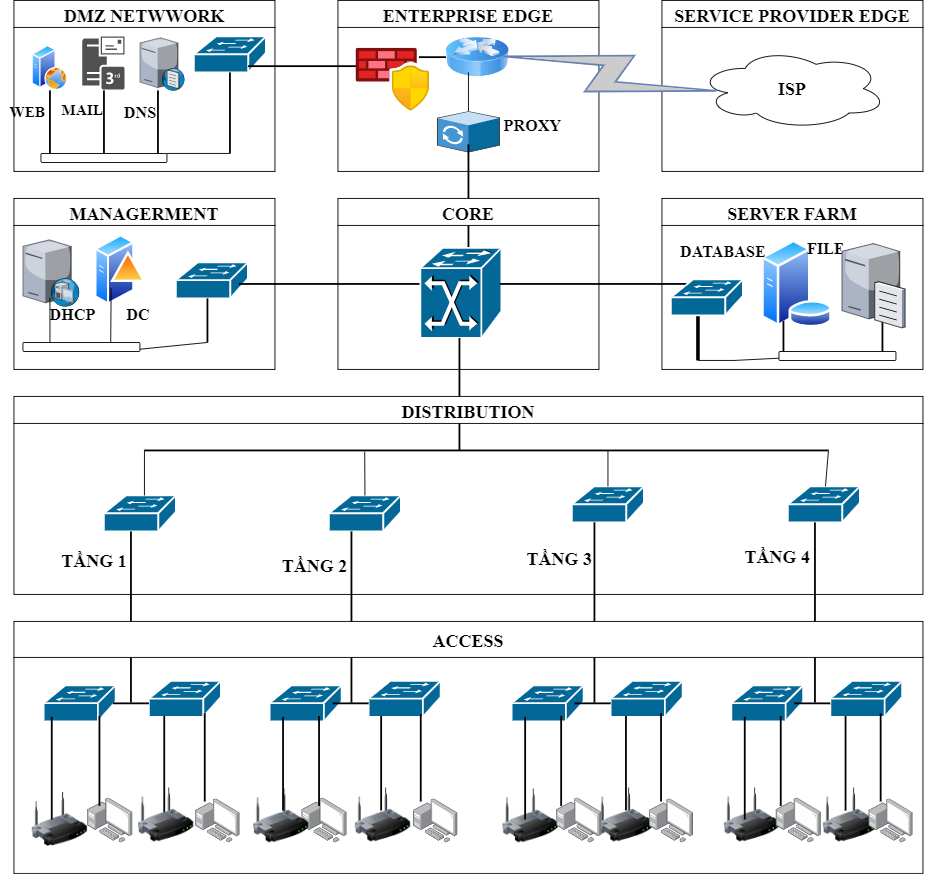 DMZ NETWWORK
ENTERPRISE EDGE
SERVICE PROVIDER EDGE
3rd
WEB
MAIL
DNS
PROXY
ISP
MANAGERMENT
CORE
SERVER FARM
DHCP
DC
DATABASE
FILE
DISTRIBUTION
TẦNG 1
TẦNG 2
TẦNG 3
TẦNG 4
ACCESS